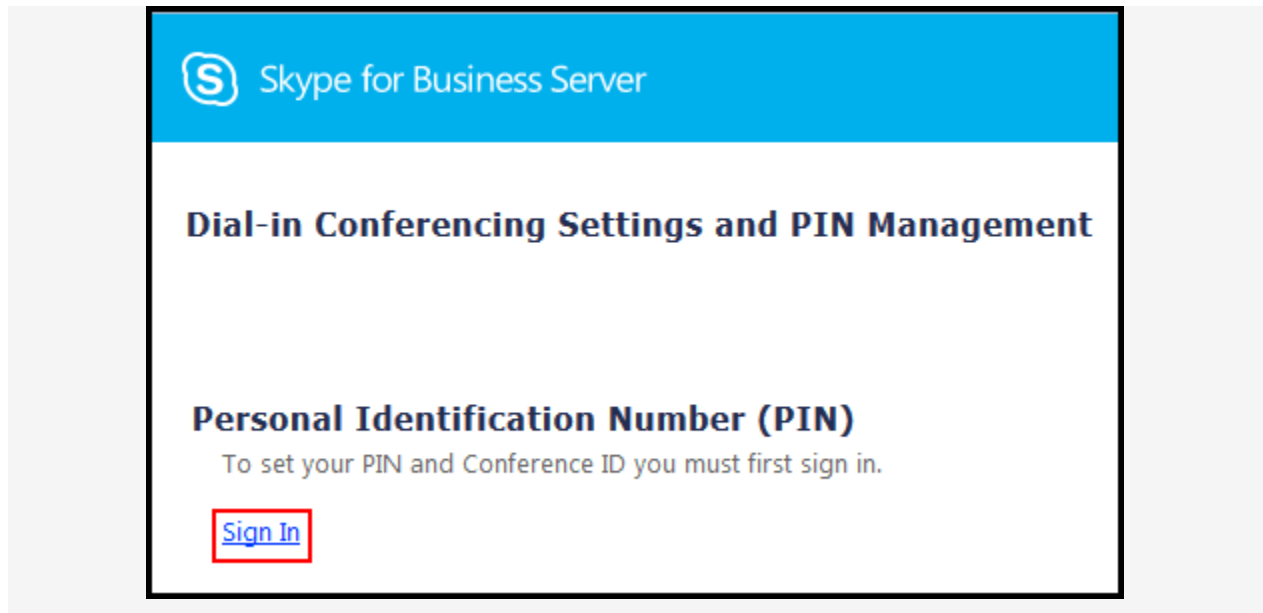 Skype for Business Server
Dial-in Conferencing Settings and PIN Management
Personal Identification Number (PIN)
To set your PIN and Conference ID you must first sign in.
Sign In